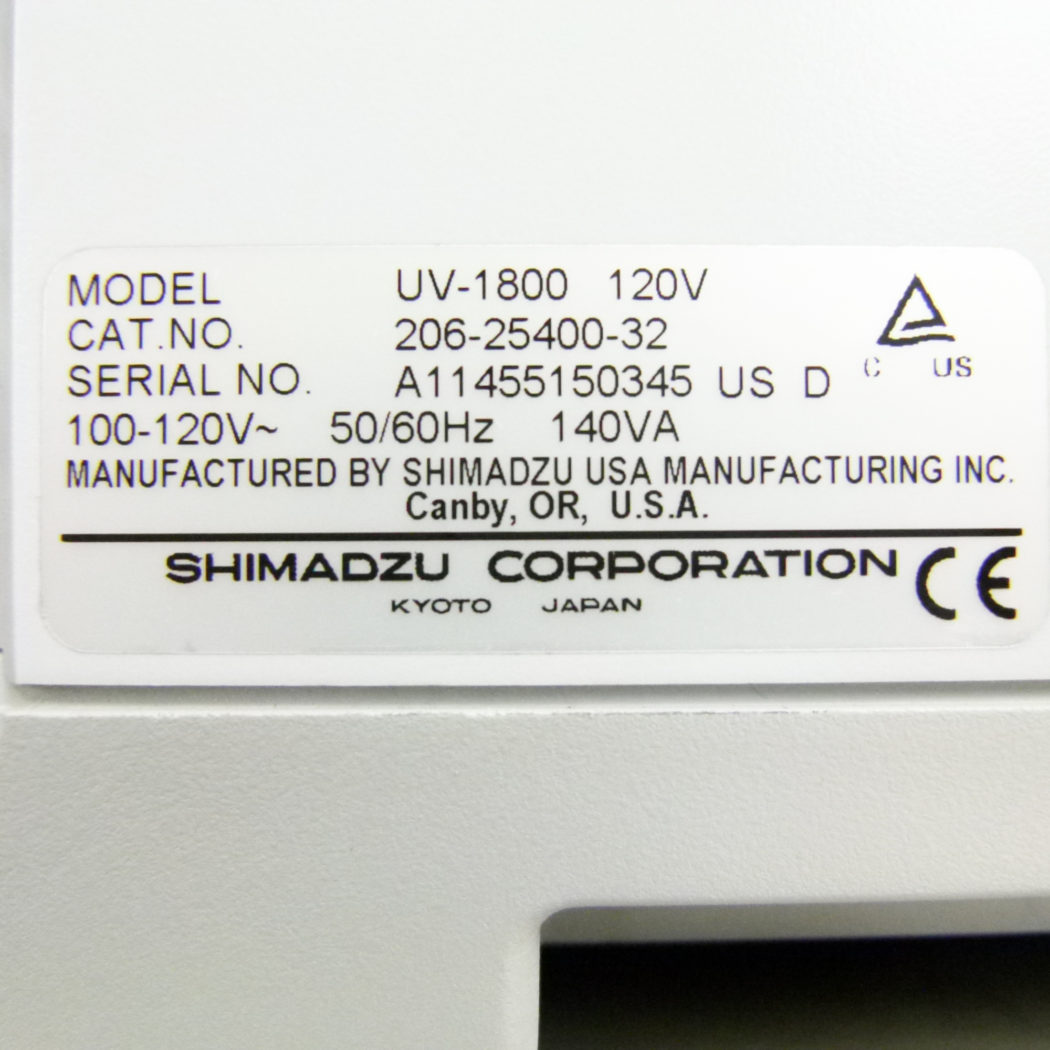 MODEL UV-1800 120V
CAT.NO. 206-25400-32
SERIAL NO. A11455150345 US D
C US
100-120V~ 50/60Hz 140VA
MANUFACTURED BY SHIMADZU USA MANUFACTURING INC.
Canby, OR, U.S.A.
SHIMADZU CORPORATION CE
KYOTO JAPAN